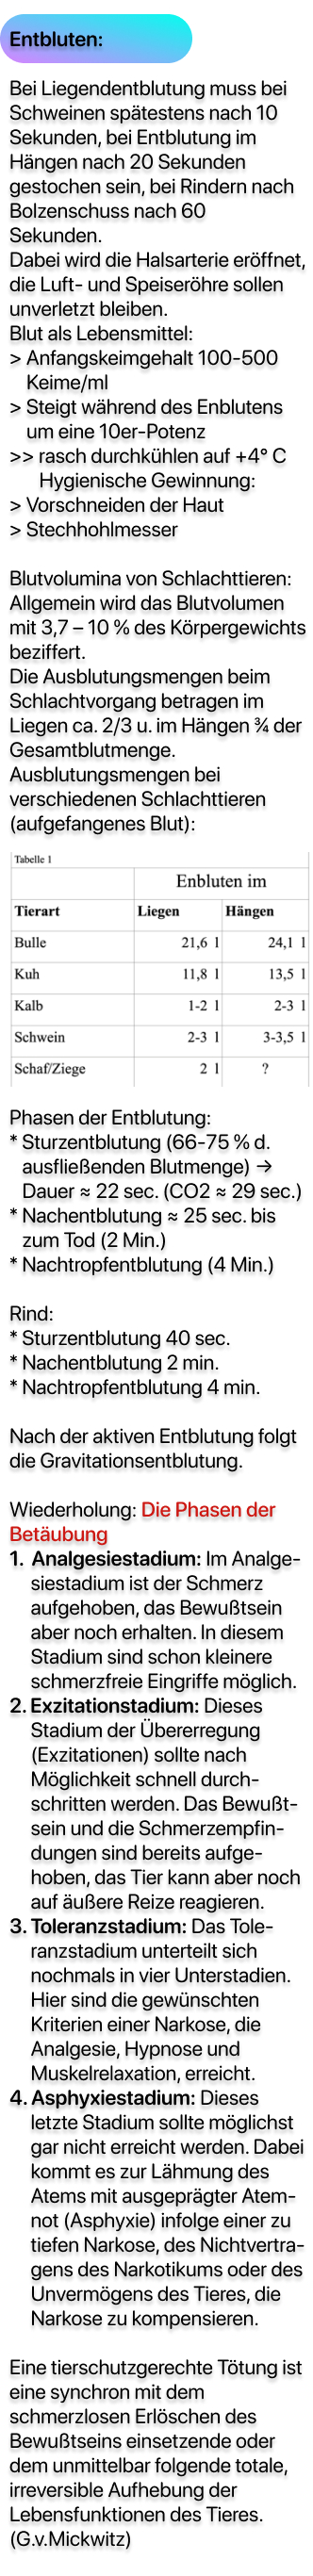 Entbluten:
Bei Liegendentblutung muss bei
Schweinen spätestens nach 10
Sekunden, bei Entblutung im
Hängen nach 20 Sekunden
gestochen sein, bei Rindern nach
Bolzenschuss nach 60
Sekunden.
Dabei wird die Halsarterie eröffnet,
die Luft- und Speiseröhre sollen
unverletzt bleiben.
Blut als Lebensmittel:
> Anfangskeimgehalt 100-500
Keime/ml
> Steigt während des Enblutens
um eine 10er-Potenz
>> rasch durchkühlen auf +4° C
Hygienische Gewinnung:
> Vorschneiden der Haut
> Stechhohlmesser
Blutvolumina von Schlachttieren:
Allgemein wird das Blutvolumen
mit 3,7 – 10 % des Körpergewichts
beziffert.
Die Ausblutungsmengen beim
Schlachtvorgang betragen im
Liegen ca. 2/3 u. im Hängen ¾ der
Gesamtblutmenge.
Ausblutungsmengen bei
verschiedenen Schlachttieren
(aufgefangenes Blut):
Tabelle 1
Enbluten im
Tierart Liegen Hängen
Bulle 21,6 l 24,1 l
Kuh 11,8 l 13,5 l
Kalb 1-2 l 2-3 l
Schwein 2-3 l 3-3,5 l
Schaf/Ziege 2 l ?
Phasen der Entblutung:
* Sturzentblutung (66-75 % d.
ausfließenden Blutmenge) →
Dauer ≈ 22 sec. (CO2 ≈ 29 sec.)
* Nachentblutung ≈ 25 sec. bis
zum Tod (2 Min.)
* Nachtropfentblutung (4 Min.)
Rind:
* Sturzentblutung 40 sec.
* Nachentblutung 2 min.
* Nachtropfentblutung 4 min.
Nach der aktiven Entblutung folgt
die Gravitationsentblutung.
Wiederholung: Die Phasen der
Betäubung
1. Analgesiestadium: Im Analge-
siestadium ist der Schmerz
aufgehoben, das Bewußtsein
aber noch erhalten. In diesem
Stadium sind schon kleinere
schmerzfreie Eingriffe möglich.
2. Exzitationstadium: Dieses
Stadium der Übererregung
(Exzitationen) sollte nach
Möglichkeit schnell durch-
schritten werden. Das Bewußt-
sein und die Schmerzempfin-
dungen sind bereits aufge-
hoben, das Tier kann aber noch
auf äußere Reize reagieren.
3. Toleranzstadium: Das Tole-
ranzstadium unterteilt sich
nochmals in vier Unterstadien.
Hier sind die gewünschten
Kriterien einer Narkose, die
Analgesie, Hypnose und
Muskelrelaxation, erreicht.
4. Asphyxiestadium: Dieses
letzte Stadium sollte möglichst
gar nicht erreicht werden. Dabei
kommt es zur Lähmung des
Atems mit ausgeprägter Atem-
not (Asphyxie) infolge einer zu
tiefen Narkose, des Nichtvertra-
gens des Narkotikums oder des
Unvermögens des Tieres, die
Narkose zu kompensieren.
Eine tierschutzgerechte Tötung ist
eine synchron mit dem
schmerzlosen Erlöschen des
Bewußtseins einsetzende oder
dem unmittelbar folgende totale,
irreversible Aufhebung der
Lebensfunktionen des Tieres.
(G.v.Mickwitz)